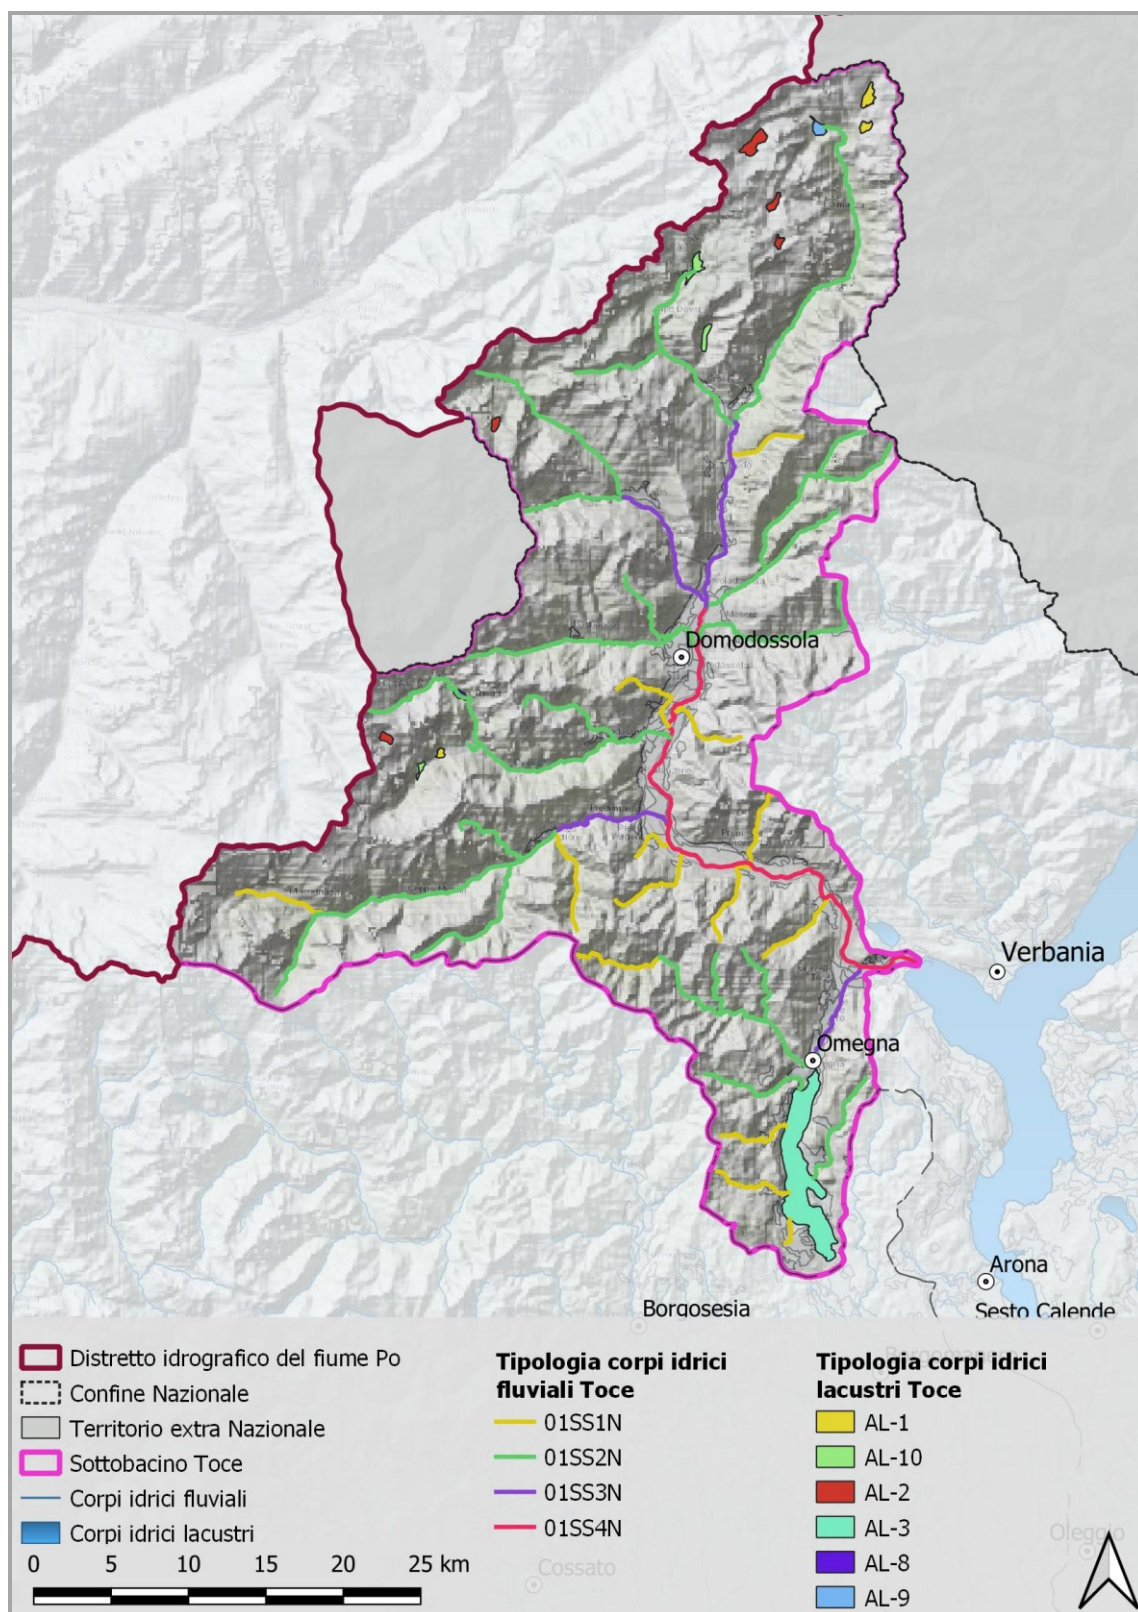 Domodossola
Verbania
Omegna
Arona
Borgosesia
Sesto Calende
Borgomanero
Distretto idrografico del fiume Po
Confine Nazionale
Territorio extra Nazionale
Sottobacino Toce
Corpi idrici fluviali
Corpi idrici lacustri
0 5 10 15 20 25 km
Cossato
Tipologia corpi idrici
fluviali Toce
01SS1N
01SS2N
01SS3N
01SS4N
Tipologia corpi idrici
lacustri Toce
AL-1
AL-10
AL-2
AL-3
AL-8
AL-9
Oleggio